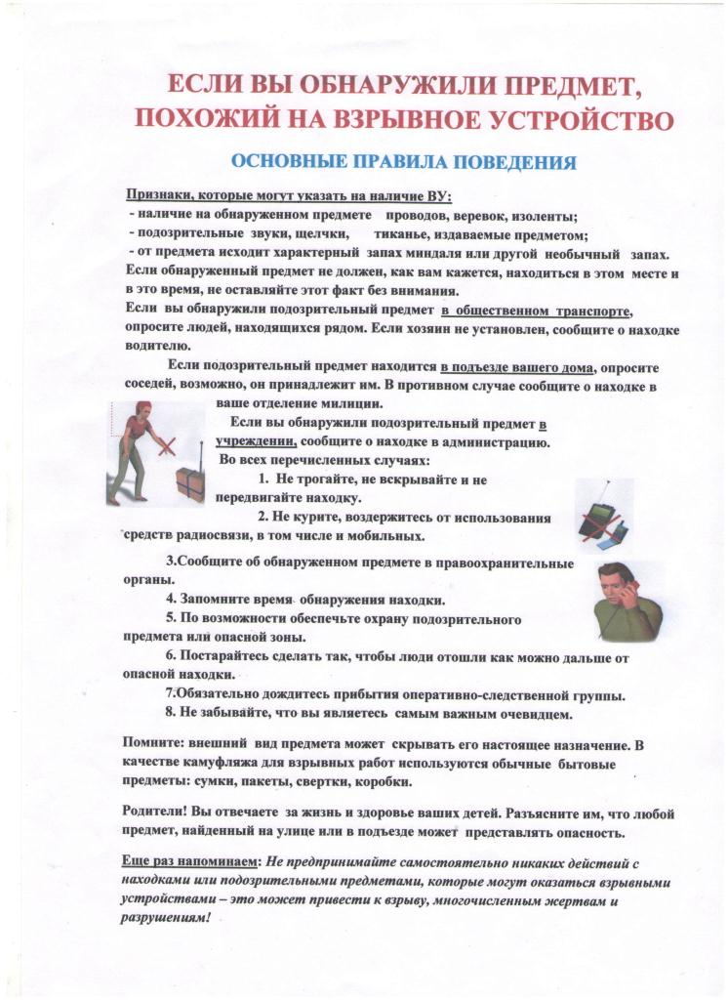 ЕСЛИ ВЫ ОБНАРУЖИЛИ ПРЕДМЕТ,
ПОХОЖИЙ НА ВЗРЫВНОЕ УСТРОЙСТВО
ОСНОВНЫЕ ПРАВИЛА ПОВЕДЕНИЯ
Признаки, которые могут указать на наличие ВУ:
- наличие на обнаруженном предмете проводов, веревок, изоленты;
- подозрительные звуки, щелчки, тиканье, издаваемые предметом;
- от предмета исходит характерный запах миндаля или другой необычный запах.
Если обнаруженный предмет не должен, как вам кажется, находиться в этом месте и
в это время, не оставляйте этот факт без внимания.
Если вы обнаружили подозрительный предмет в общественном транспорте,
опросите людей, находящихся рядом. Если хозяин не установлен, сообщите о находке
водителю.
Если подозрительный предмет находится в подъезде вашего дома, опросите
соседей, возможно, он принадлежит им. В противном случае сообщите о находке в
ваше отделение милиции.
Если вы обнаружили подозрительный предмет в
учреждении, сообщите о находке в администрацию.
Во всех перечисленных случаях:
1. Не трогайте, не вскрывайте и не
передвигайте находку.
2. Не курите, воздержитесь от использования
средств радиосвязи, в том числе и мобильных.
3.Сообщите об обнаруженном предмете в правоохранительные
органы.
4. Запомните время обнаружения находки.
5. По возможности обеспечьте охрану подозрительного
предмета или опасной зоны.
6. Постарайтесь сделать так, чтобы люди отошли как можно дальше от
опасной находки.
7.Обязательно дождитесь прибытия оперативно-следственной группы.
8. Не забывайте, что вы являетесь самым важным очевидцем.
Помните: внешний вид предмета может скрывать его настоящее назначение. В
качестве камуфляжа для взрывных работ используются обычные бытовые
предметы: сумки, пакеты, свертки, коробки.
Родители! Вы отвечаете за жизнь и здоровье ваших детей. Разъясните им, что любой
предмет, найденный на улице или в подъезде может представлять опасность.
Еще раз напоминаем: Не предпринимайте самостоятельно никаких действий с
находками или подозрительными предметами, которые могут оказаться взрывными
устройствами – это может привести к взрыву, многочисленным жертвам и
разрушениям!